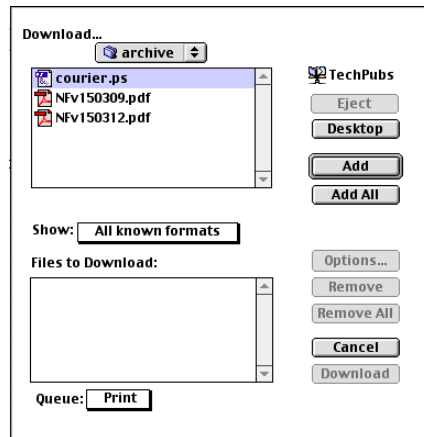 Download...
archive
courier.ps
NFv150309.pdf
NFv150312.pdf
TechPubs
Eject
Desktop
Add
Add All
Show: All known formats
Files to Download:
Options...
Remove
Remove All
Cancel
Download
Queue: Print